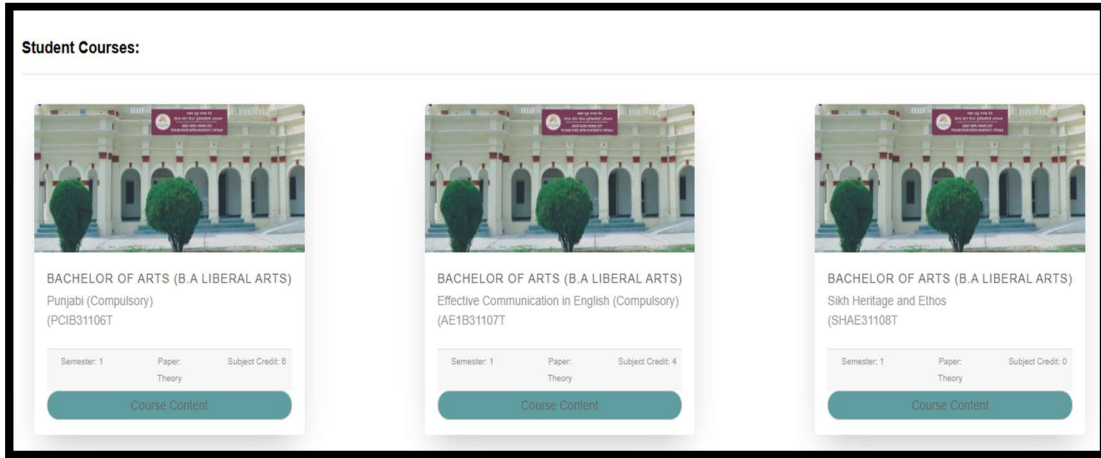 Student Courses:
BACHELOR OF ARTS (B.A LIBERAL ARTS)
Punjabi (Compulsory)
(PCIB31106T
Semester: 1 Paper: Theory Subject Credit: 6
Course Content
BACHELOR OF ARTS (B.A LIBERAL ARTS)
Effective Communication in English (Compulsory)
(AE1B31107T
Semester: 1 Paper: Theory Subject Credit: 4
Course Content
BACHELOR OF ARTS (B.A LIBERAL ARTS)
Sikh Heritage and Ethos
(SHAE31108T
Semester: 1 Paper: Theory Subject Credit: 0
Course Content